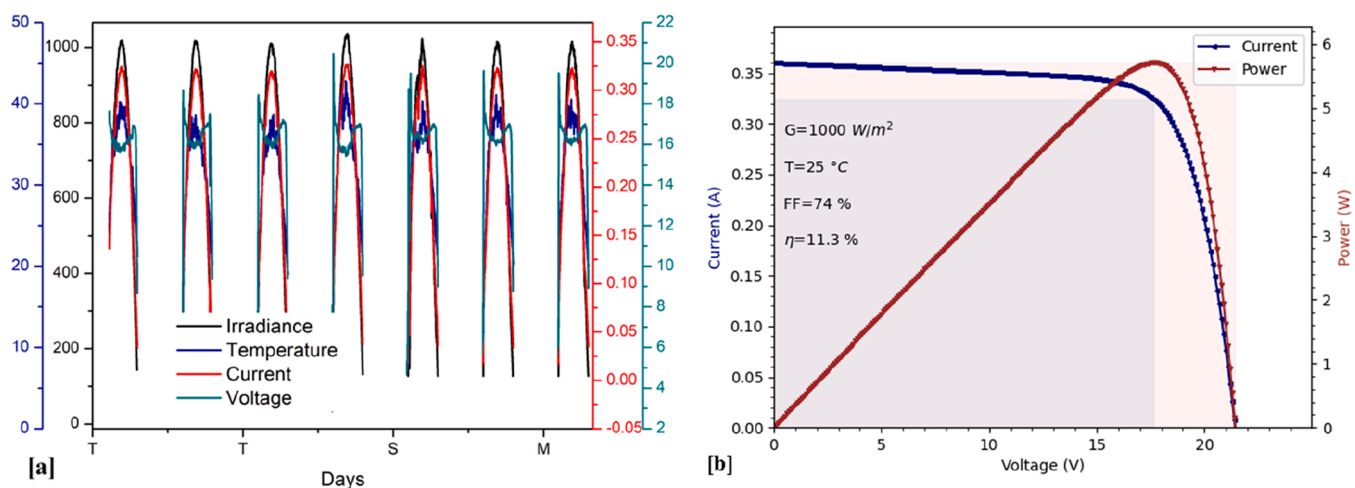 50
40
30
20
10
0
1000
800
600
400
200
0
Irradiance
Temperature
Current
Voltage
0.35
0.30
0.25
0.20
0.15
0.10
0.05
0.00
-0.05
22
20
18
16
14
12
10
8
6
4
2
T T S M
Days
[a]
Current (A)
0.35
0.30
0.25
0.20
0.15
0.10
0.05
0.00
G=1000 W/m²
T=25 °C
FF=74 %
η=11.3 %
Current
Power
6
5
4
3
2
1
0
Power (W)
0 5 10 15 20
Voltage (V)
[b]